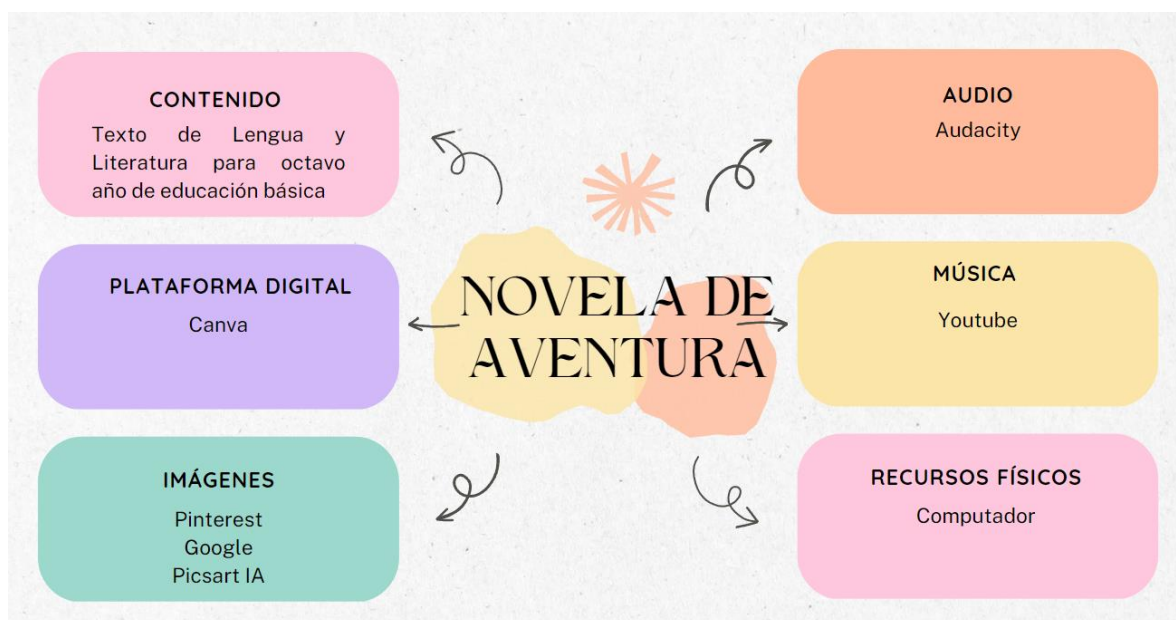 CONTENIDO
Texto de Lengua y
Literatura para octavo
año de educación básica
PLATAFORMA DIGITAL
Canva
IMÁGENES
Pinterest
Google
Picsart IA
NOVELA DE
AVENTURA
AUDIO
Audacity
MÚSICA
Youtube
RECURSOS FÍSICOS
Computador